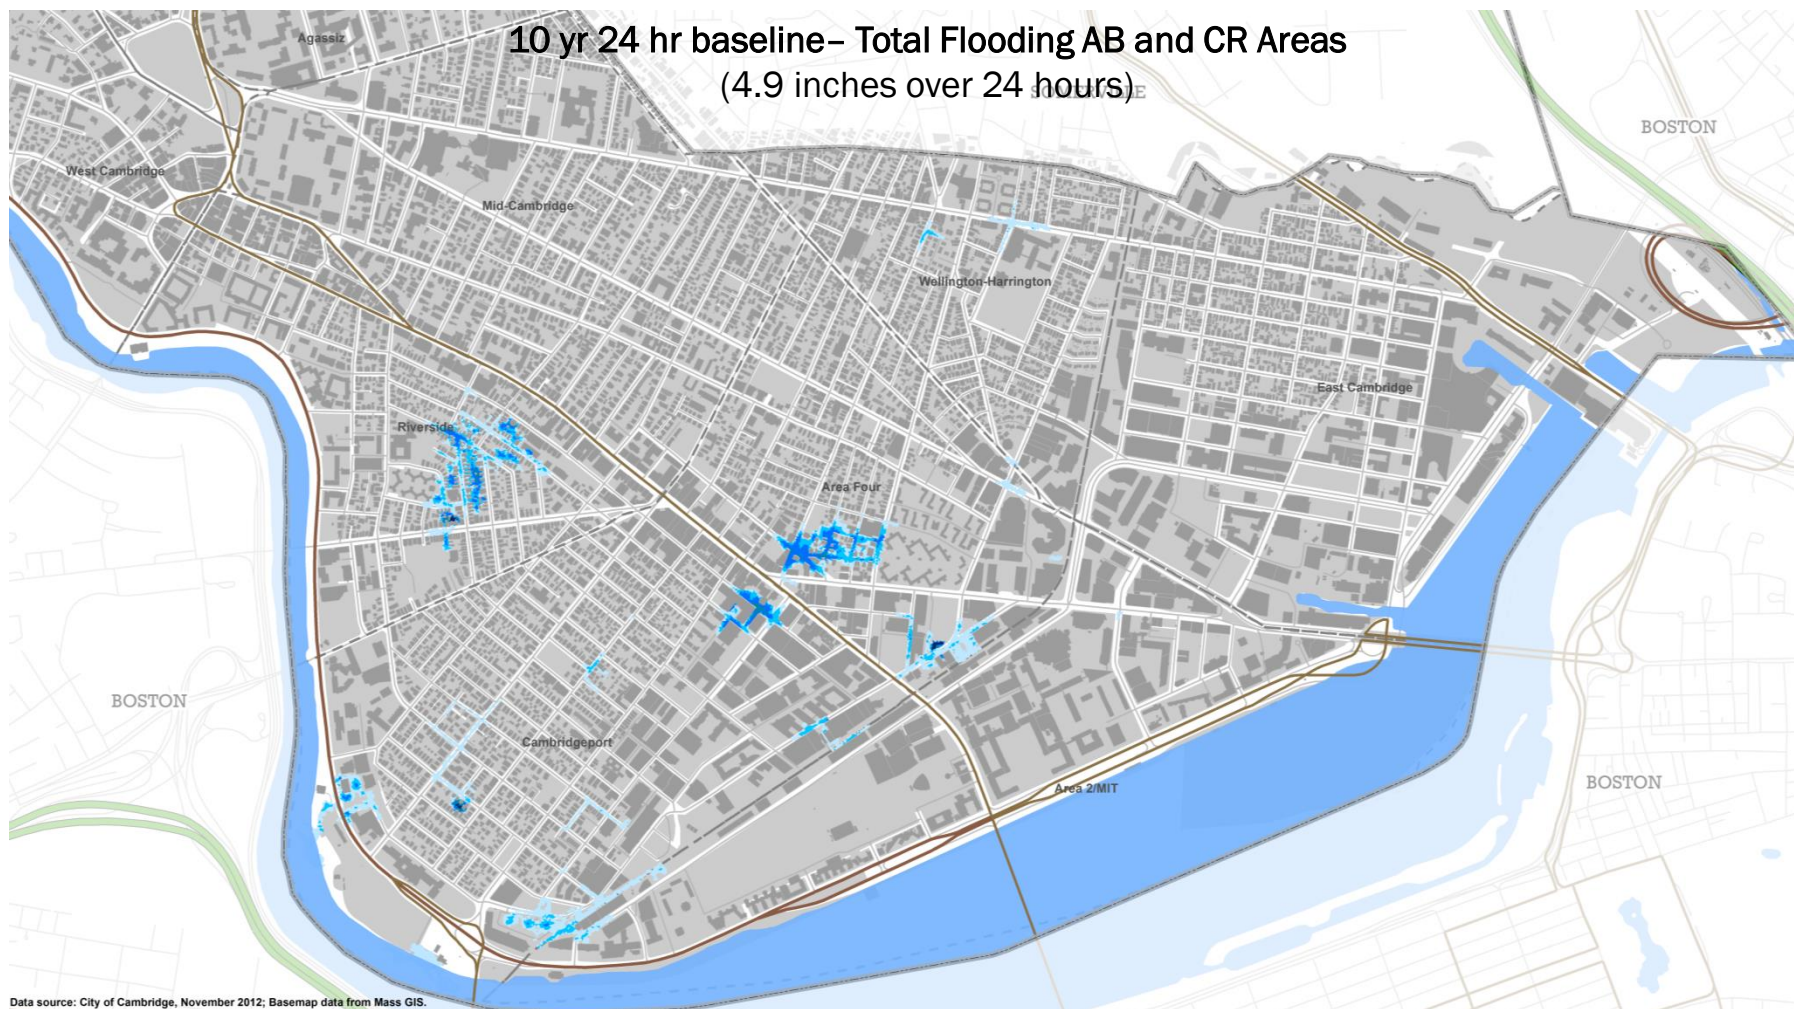 10 yr 24 hr baseline– Total Flooding AB and CR Areas
(4.9 inches over 24 hours)
Agassiz
SOMERVILLE
BOSTON
West Cambridge
Mid-Cambridge
Wellington-Harrington
East Cambridge
Riverside
Area Four
BOSTON
Cambridgeport
Area 2/MIT
BOSTON
Data source: City of Cambridge, November 2012; Basemap data from Mass GIS.